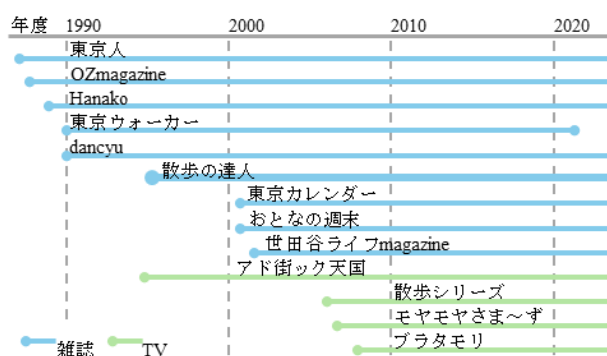 年度 1990 2000 2010 2020
東京人
OZmagazine
Hanako
東京ウォーカー
dancyu
散歩の達人
東京カレンダー
おとなの週末
世田谷ライフmagazine
アド街ック天国
散歩シリーズ
モヤモヤさま～ず
ブラタモリ
雑誌 TV